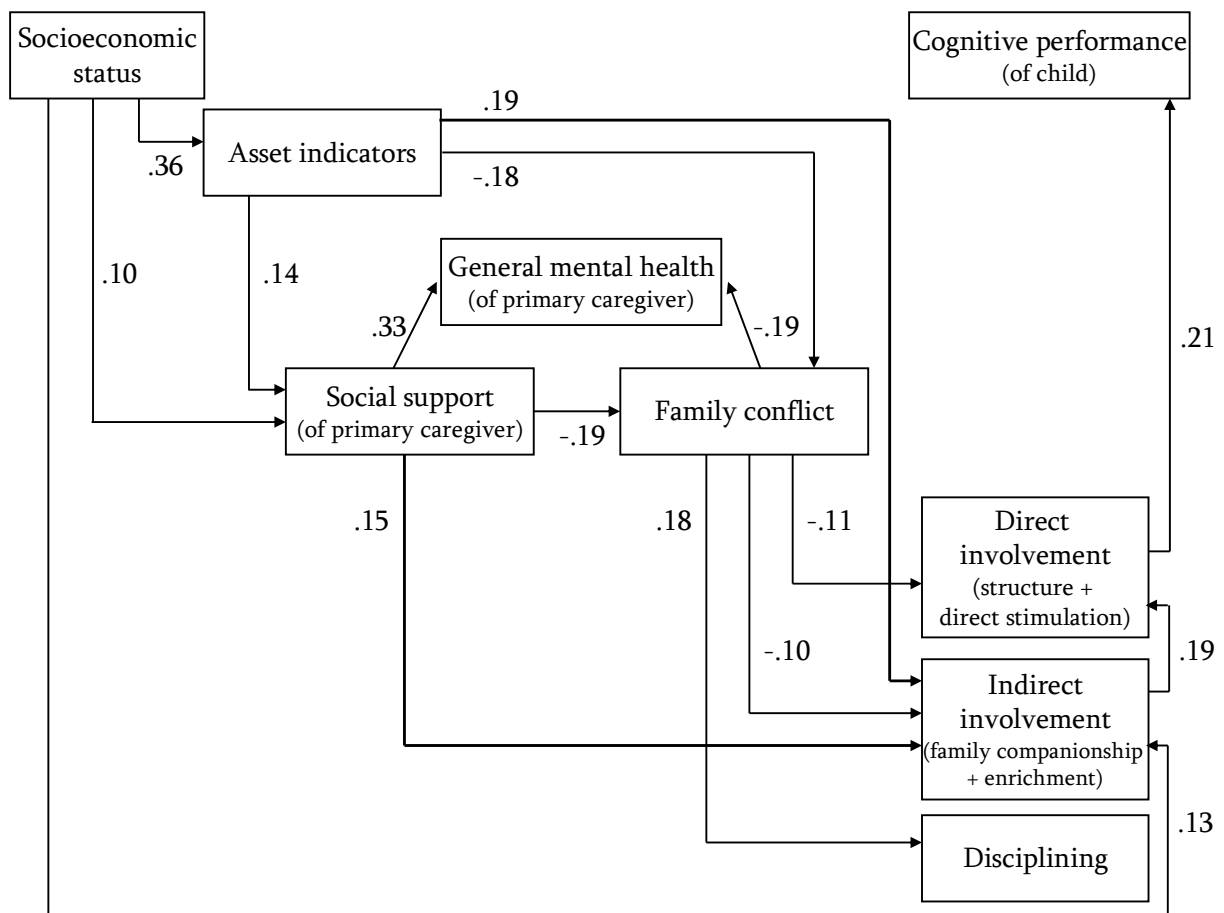 Socioeconomic
status
Cognitive performance
(of child)
.19
Asset indicators
.36
-.18
General mental health
(of primary caregiver)
.10
.14
.33
-.19
.21
Social support
(of primary caregiver)
Family conflict
-.19
.15
.18
-.11
Direct
involvement
(structure +
direct stimulation)
-.10
.19
Indirect
involvement
(family companionship
+ enrichment)
.13
Disciplining